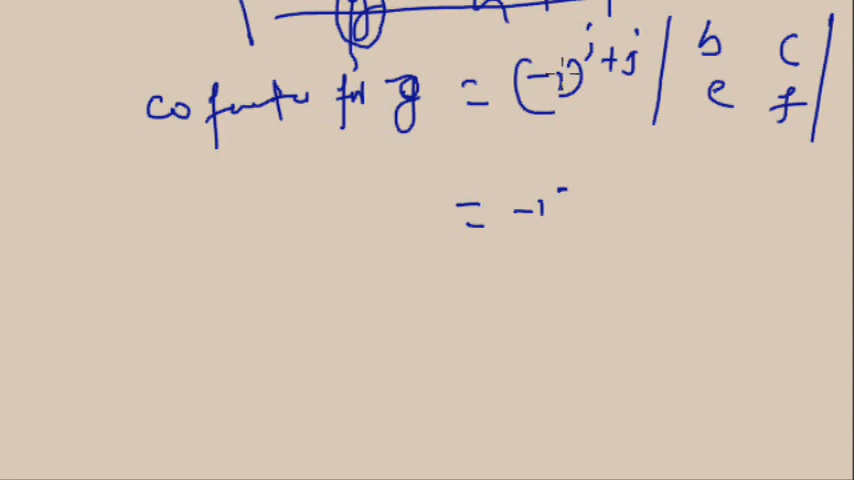 cofactor for g = (-1)^{i+j} | b c |
| e f |
= -1